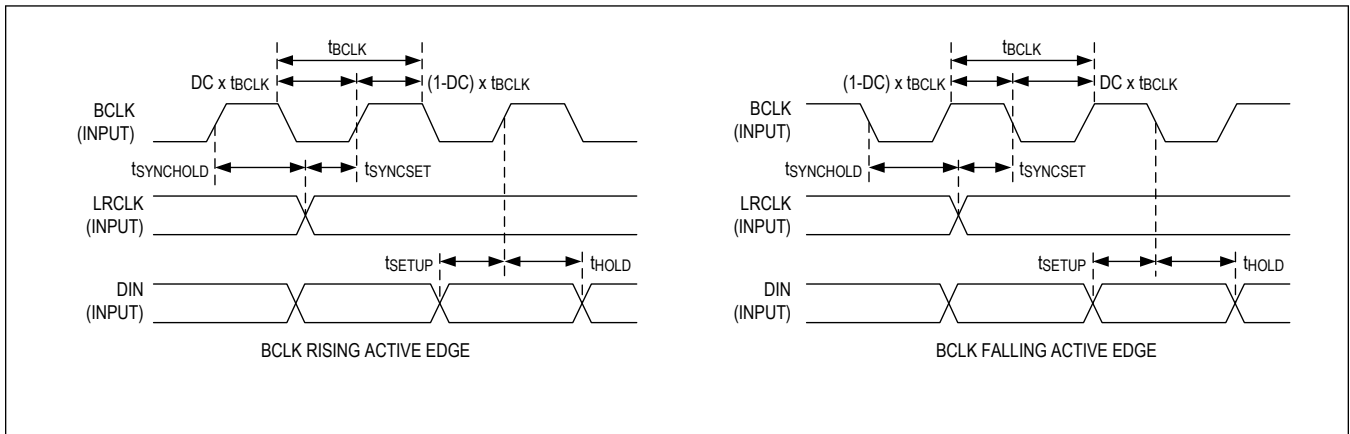 tBCLK
DC x tBCLK
(1-DC) x tBCLK
BCLK
(INPUT)
tSYNCHOLD
tSYNCSET
LRCLK
(INPUT)
tSETUP
tHOLD
DIN
(INPUT)
BCLK RISING ACTIVE EDGE
tBCLK
(1-DC) x tBCLK
DC x tBCLK
BCLK
(INPUT)
tSYNCHOLD
tSYNCSET
LRCLK
(INPUT)
tSETUP
tHOLD
DIN
(INPUT)
BCLK FALLING ACTIVE EDGE